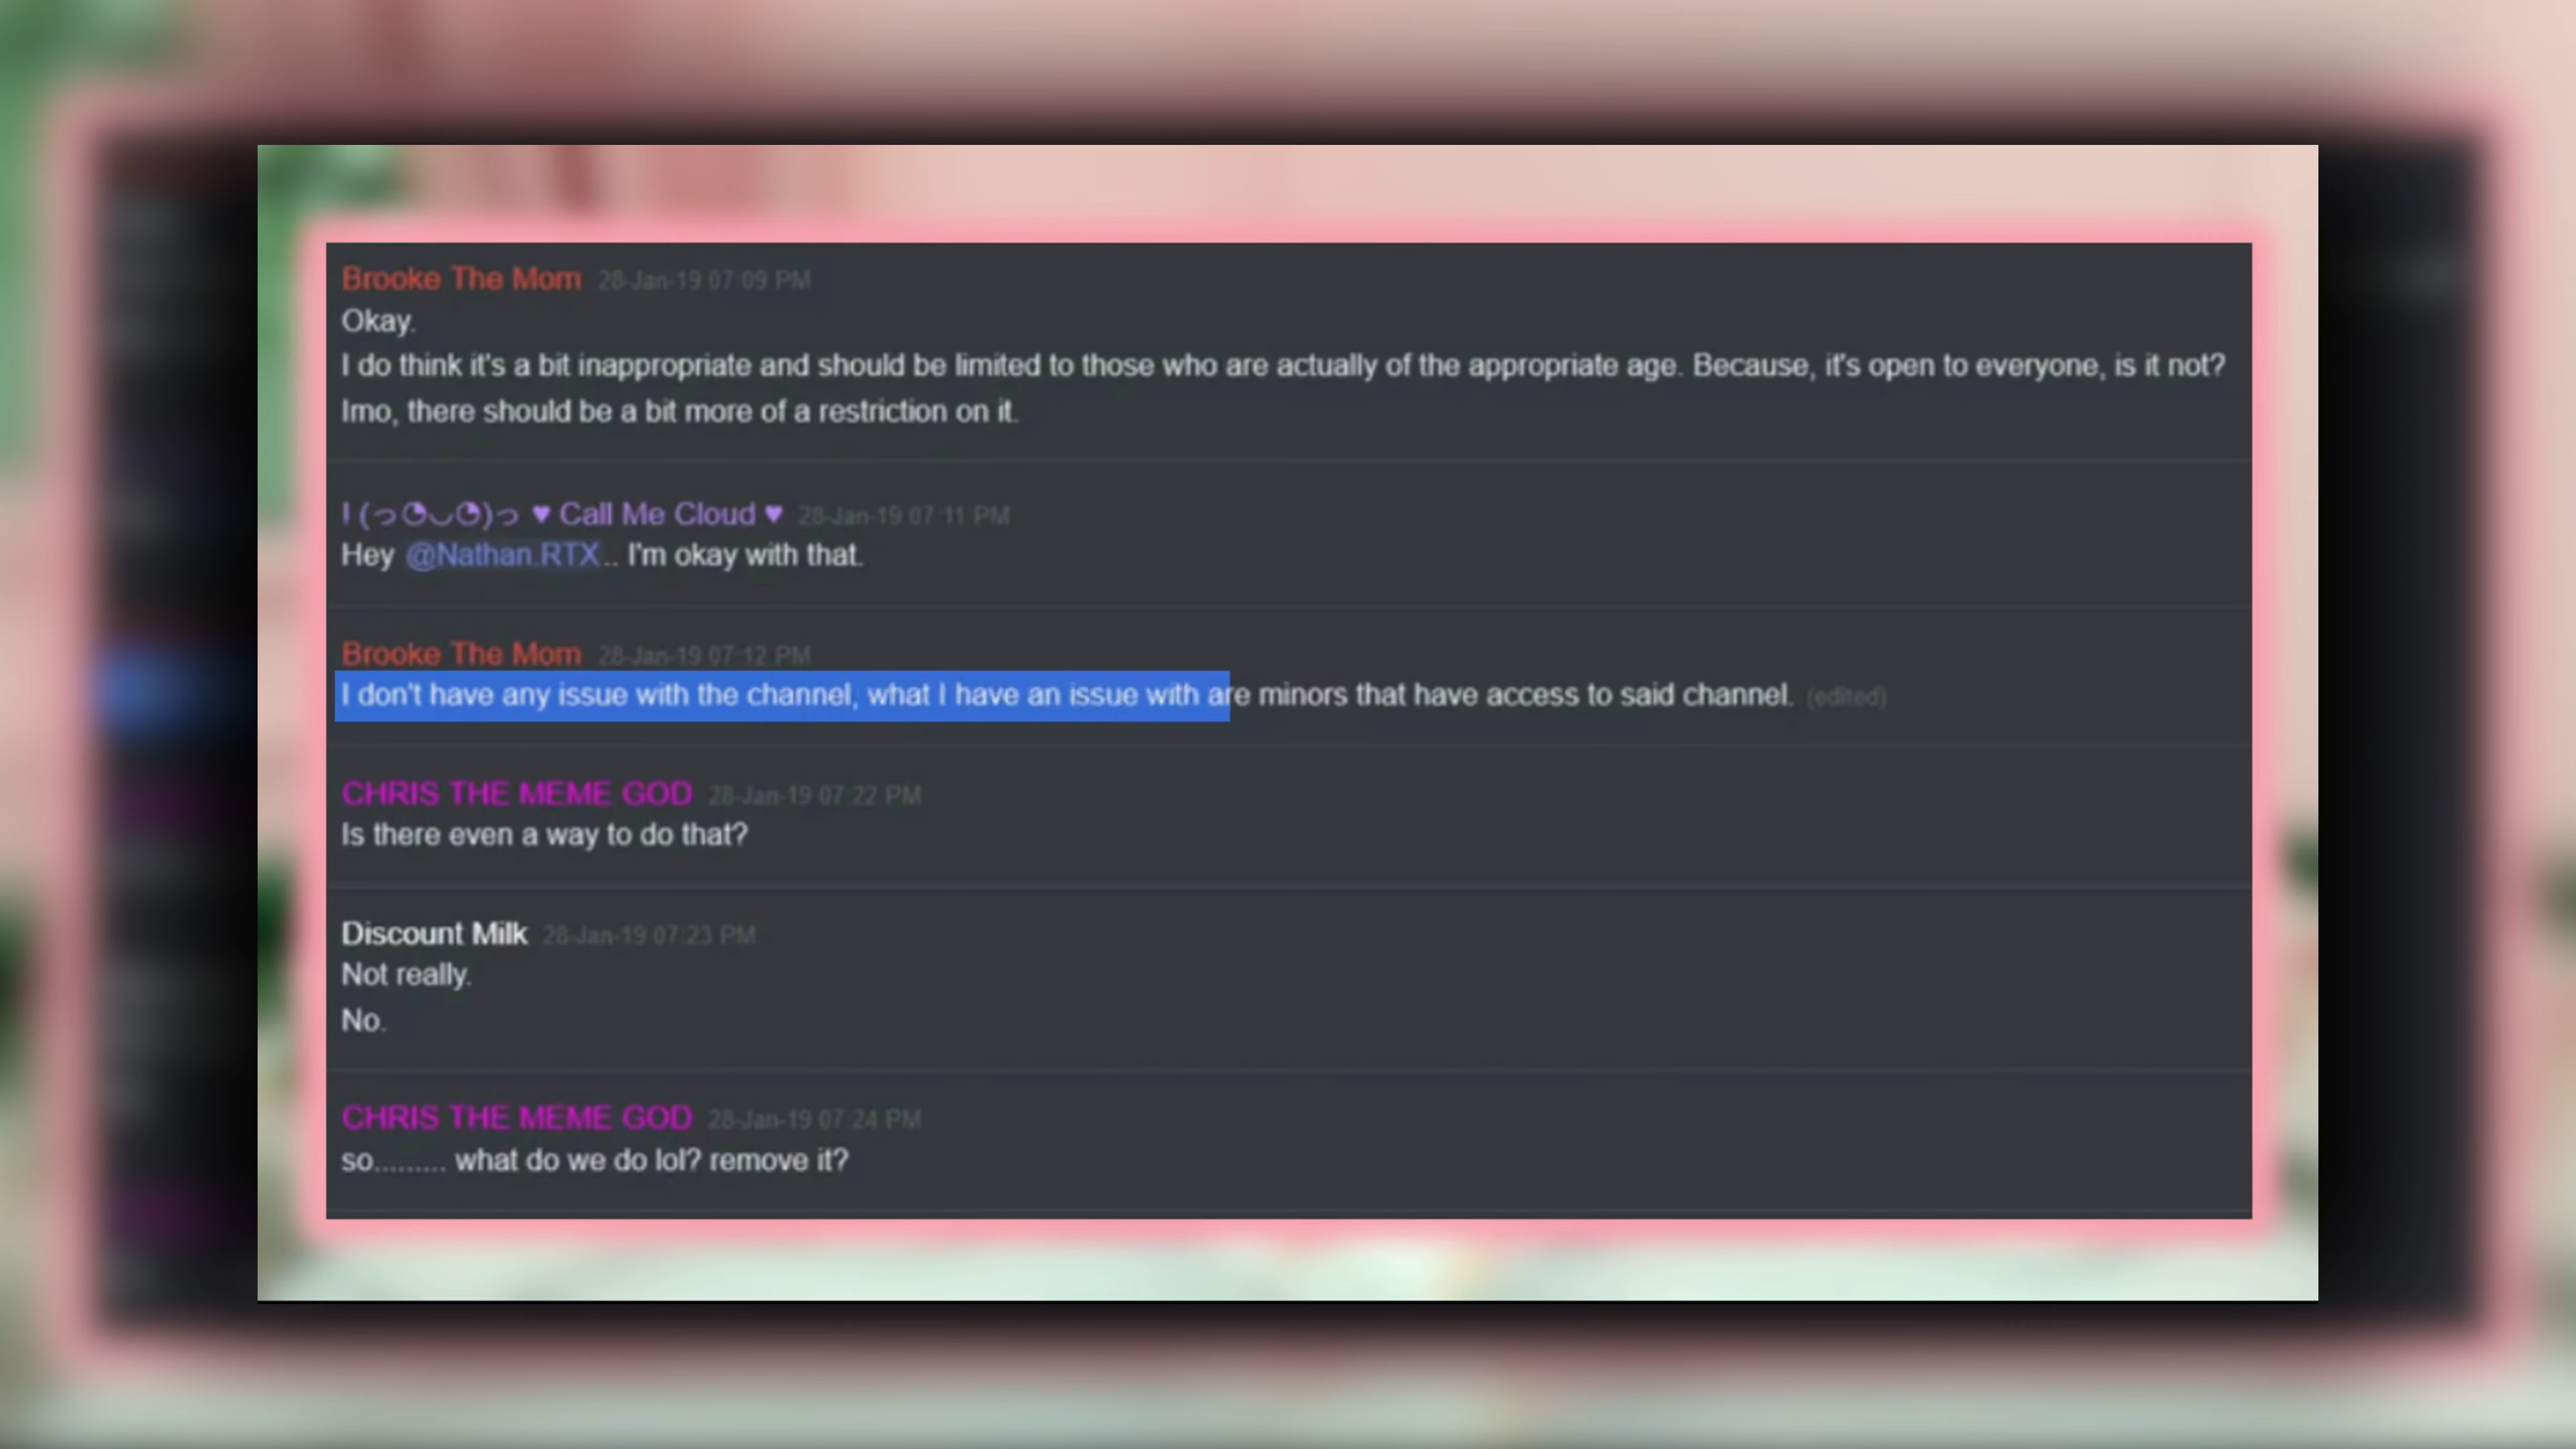 Brooke The Mom 28-Jan-19 07:09 PM
Okay.
I do think it's a bit inappropriate and should be limited to those who are actually of the appropriate age. Because, it's open to everyone, is it not?
Imo, there should be a bit more of a restriction on it.
I (っ◔◡◔)っ ♥ Call Me Cloud ♥ 28-Jan-19 07:11 PM
Hey @Nathan.RTX.. I'm okay with that.
Brooke The Mom 28-Jan-19 07:12 PM
I don't have any issue with the channel, what I have an issue with are minors that have access to said channel. (edited)
CHRIS THE MEME GOD 28-Jan-19 07:22 PM
Is there even a way to do that?
Discount Milk 28-Jan-19 07:23 PM
Not really.
No.
CHRIS THE MEME GOD 28-Jan-19 07:24 PM
so......... what do we do lol? remove it?